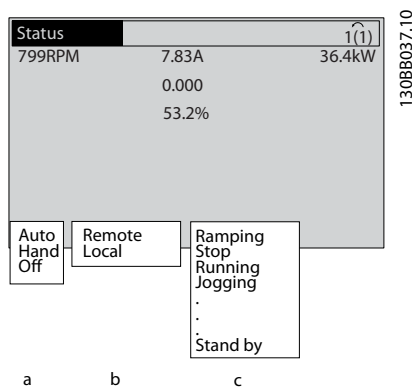 Status 1(1)
799RPM 7.83A 36.4kW
0.000
53.2%
Auto
Hand
Off
Remote
Local
Ramping
Stop
Running
Jogging
.
.
.
Stand by
a b c
130BB037.10